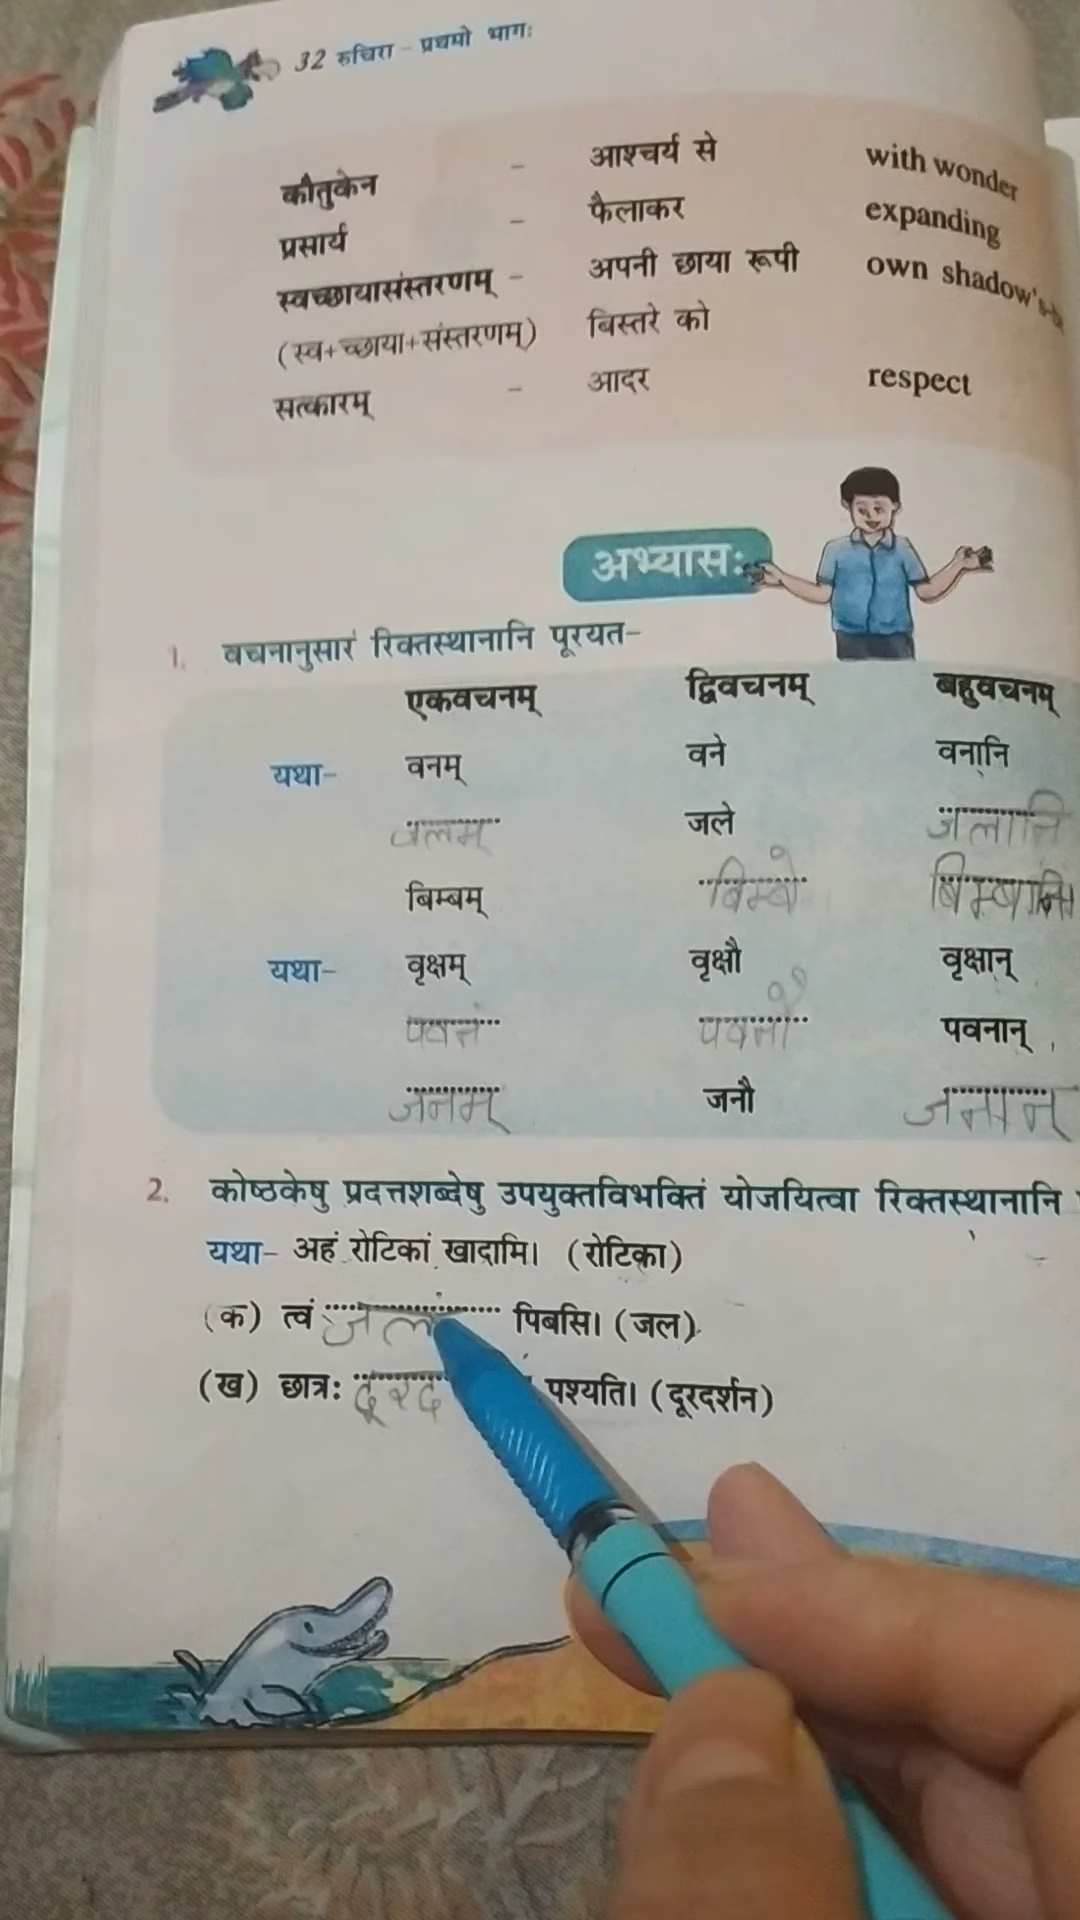 32 रुचिरा - प्रथमो भागः
कौतुकेन - आश्चर्य से with wonder
प्रसार्य - फैलाकर expanding
स्वच्छायासंस्तरणम् - अपनी छाया रूपी own shadow's
(स्व+च्छाया+संस्तरणम्) बिस्तरे को
सत्कारम् - आदर respect
अभ्यासः
1. वचनानुसारं रिक्तस्थानानि पूरयत-
एकवचनम् द्विवचनम् बहुवचनम्
यथा- वनम् वने वनानि
जलम् जले जलानि
बिम्बम् बिम्बे बिम्बानि
यथा- वृक्षम् वृक्षौ वृक्षान्
पवनं पवनौ पवनान्
जनम् जनौ जनान्
2. कोष्ठकेषु प्रदत्तशब्देषु उपयुक्तविभक्तिं योजयित्वा रिक्तस्थानानि
यथा- अहं रोटिकां खादामि। (रोटिका)
(क) त्वं जलं पिबसि। (जल)
(ख) छात्रः पश्यति। (दूरदर्शन)